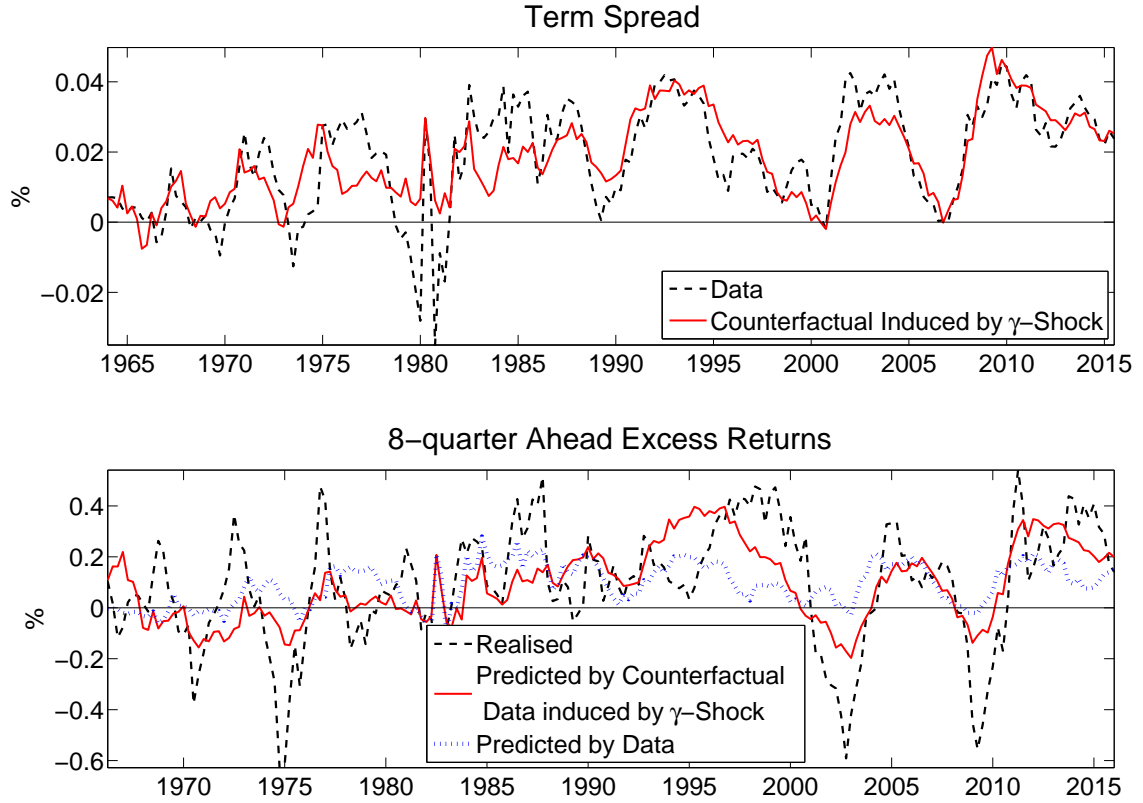 Term Spread
0.04
0.02
0
−0.02
%
Data
Counterfactual Induced by γ−Shock
1965 1970 1975 1980 1985 1990 1995 2000 2005 2010 2015
8−quarter Ahead Excess Returns
0.4
0.2
0
−0.2
−0.4
−0.6
%
Realised
Predicted by Counterfactual
Data induced by γ−Shock
Predicted by Data
1970 1975 1980 1985 1990 1995 2000 2005 2010 2015